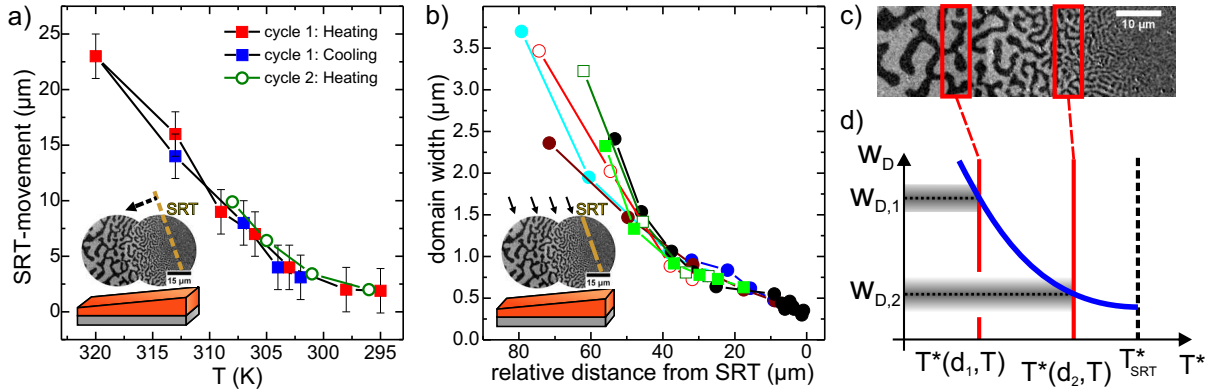 a)
SRT-movement (µm)
25
20
15
10
5
0
cycle 1: Heating
cycle 1: Cooling
cycle 2: Heating
SRT
15 µm
320
315
310
305
300
295
T (K)
b)
domain width (µm)
3.5
3.0
2.5
2.0
1.5
1.0
0.5
0.0
SRT
15 µm
80
60
40
20
0
relative distance from SRT (µm)
c)
10 µm
d)
W_D
W_D,1
W_D,2
T*(d₁,T)
T*(d₂,T)
T*_SRT
T*